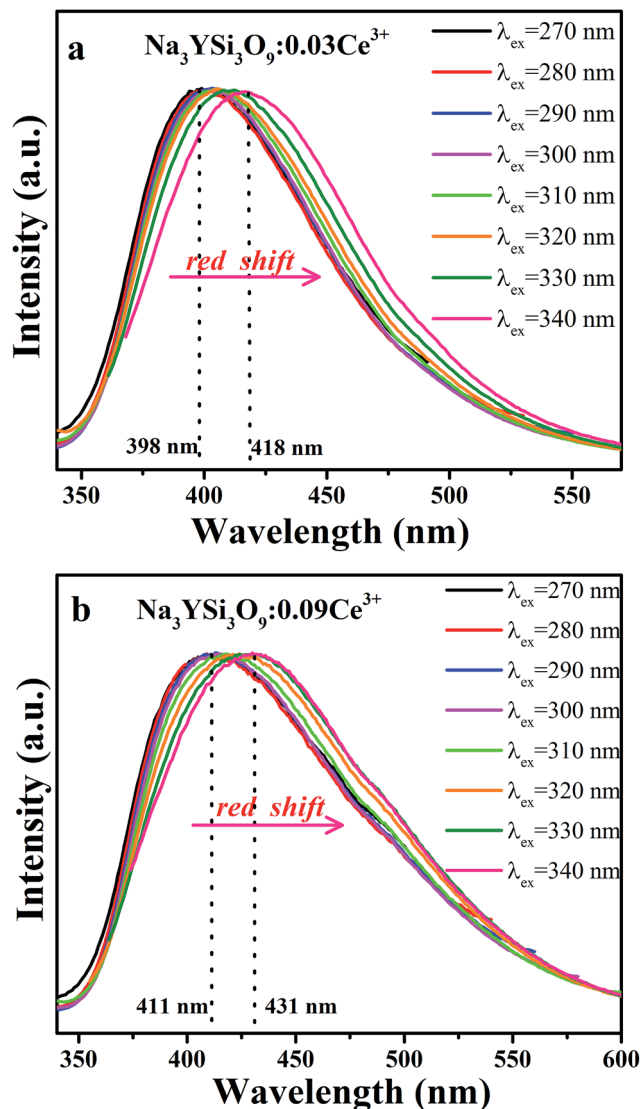 a
Na₃YSi₃O₉:0.03Ce³⁺
λₑₓ=270 nm
λₑₓ=280 nm
λₑₓ=290 nm
λₑₓ=300 nm
λₑₓ=310 nm
λₑₓ=320 nm
λₑₓ=330 nm
λₑₓ=340 nm
red shift
398 nm
418 nm
Intensity (a.u.)
350 400 450 500 550
Wavelength (nm)
b
Na₃YSi₃O₉:0.09Ce³⁺
λₑₓ=270 nm
λₑₓ=280 nm
λₑₓ=290 nm
λₑₓ=300 nm
λₑₓ=310 nm
λₑₓ=320 nm
λₑₓ=330 nm
λₑₓ=340 nm
red shift
411 nm
431 nm
Intensity (a.u.)
350 400 450 500 550 600
Wavelength (nm)